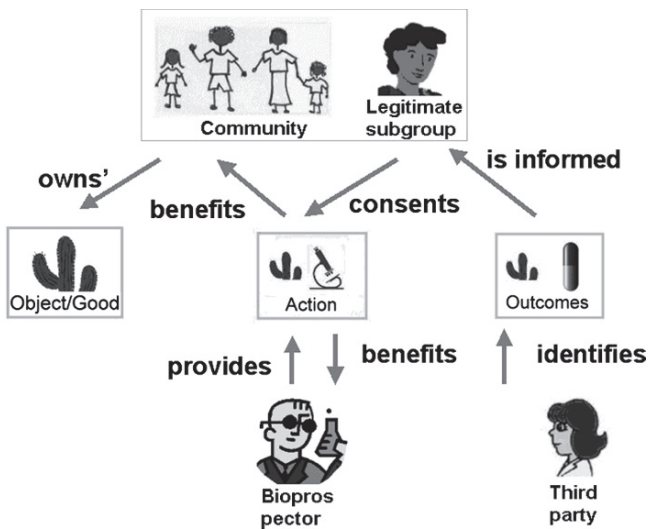 Community
Legitimate
subgroup
owns’
benefits
consents
is informed
Object/Good
Action
Outcomes
provides
benefits
identifies
Biopros
pector
Third
party